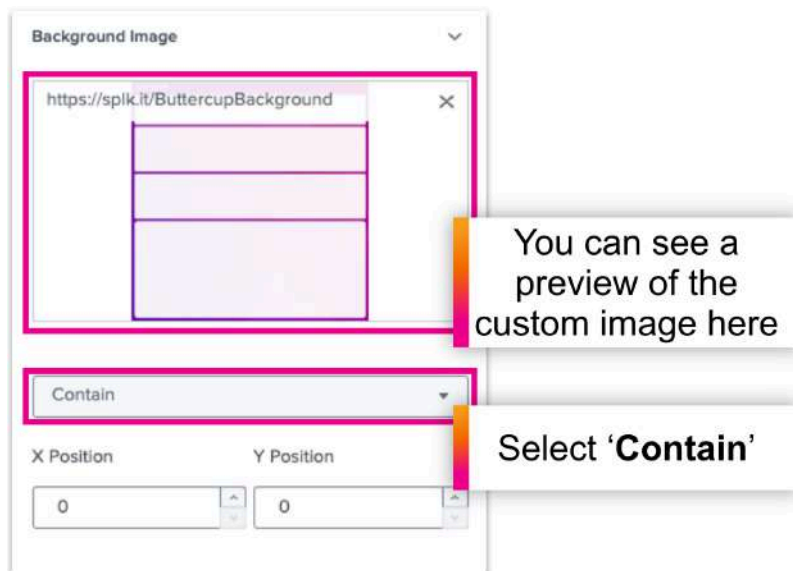 Background Image
https://splk.it/ButtercupBackground
You can see a
preview of the
custom image here
Contain
Select ‘Contain’
X Position Y Position
0 0